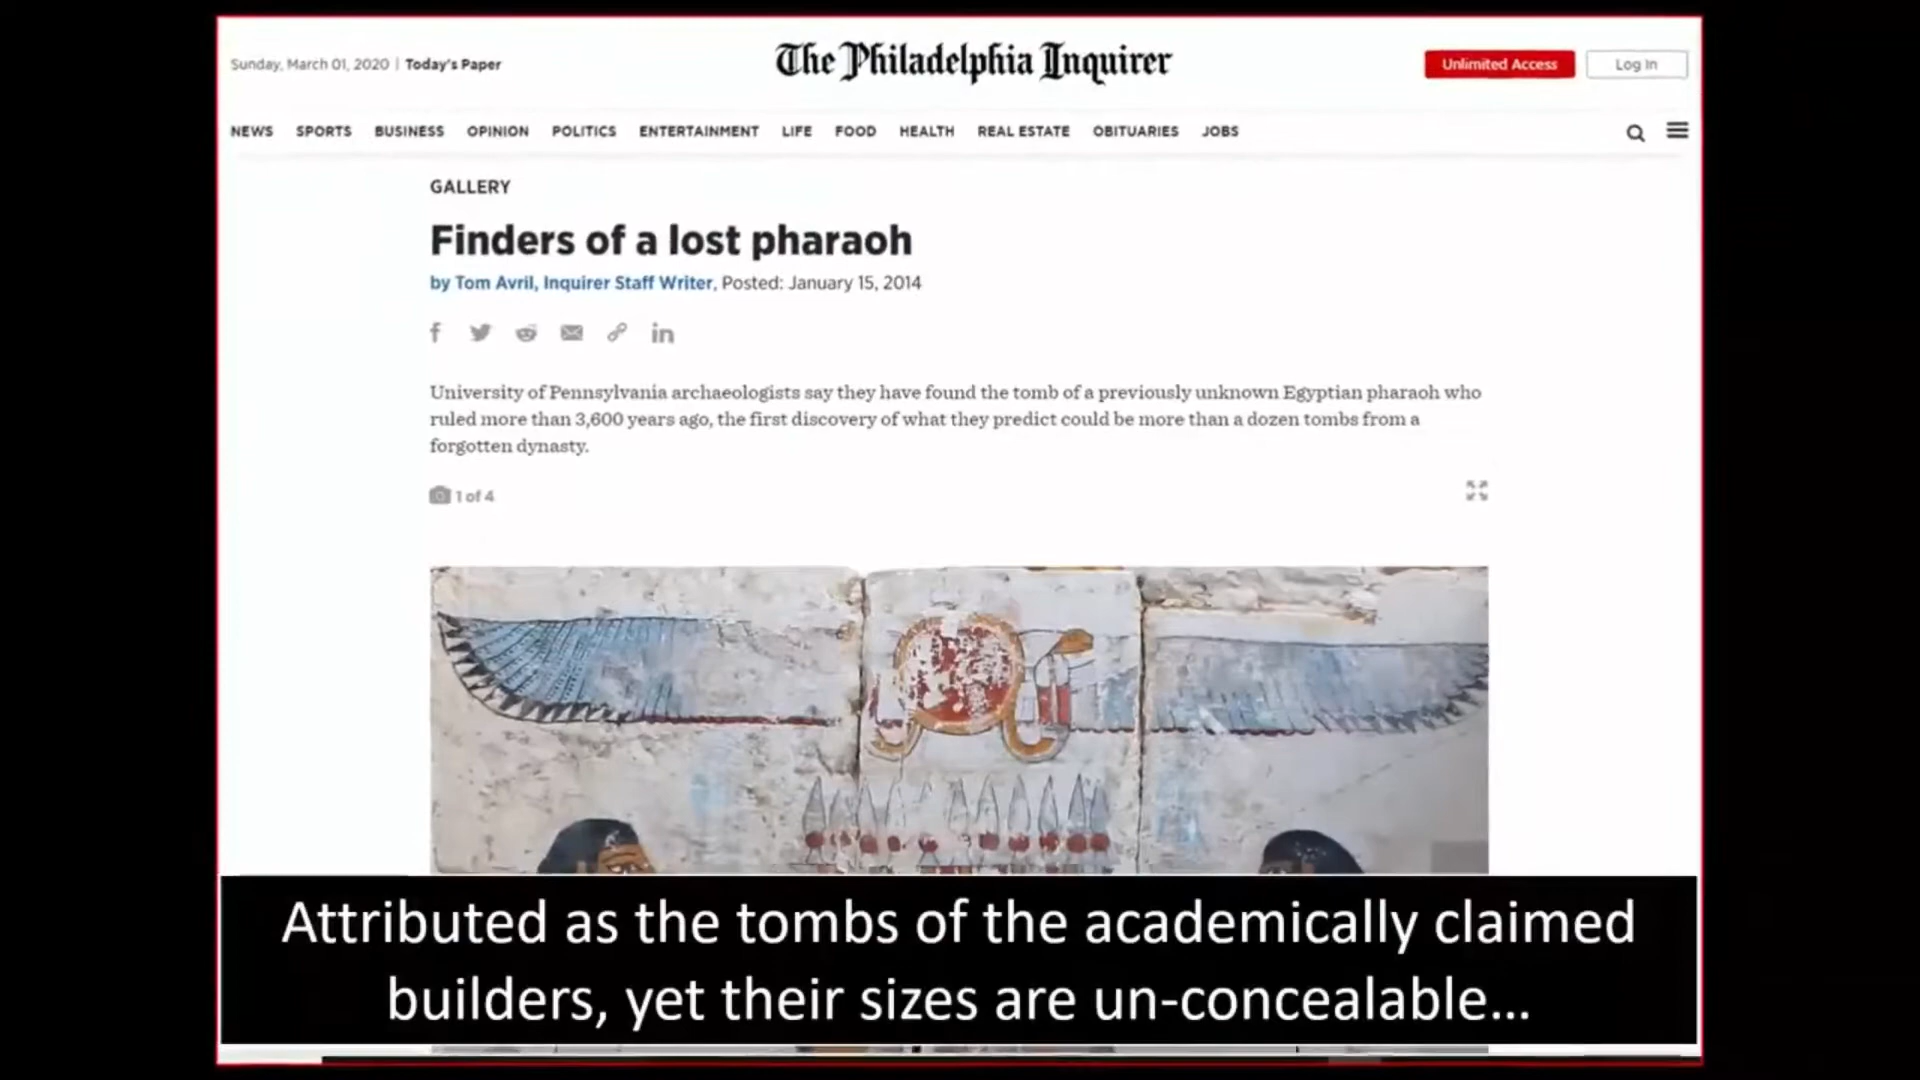 Sunday, March 01, 2020 | Today's Paper
The Philadelphia Inquirer
Unlimited Access
Log In
NEWS SPORTS BUSINESS OPINION POLITICS ENTERTAINMENT LIFE FOOD HEALTH REAL ESTATE OBITUARIES JOBS
GALLERY
Finders of a lost pharaoh
by Tom Avril, Inquirer Staff Writer, Posted: January 15, 2014
University of Pennsylvania archaeologists say they have found the tomb of a previously unknown Egyptian pharaoh who
ruled more than 3,600 years ago, the first discovery of what they predict could be more than a dozen tombs from a
forgotten dynasty.
1 of 4
Attributed as the tombs of the academically claimed
builders, yet their sizes are un-concealable...